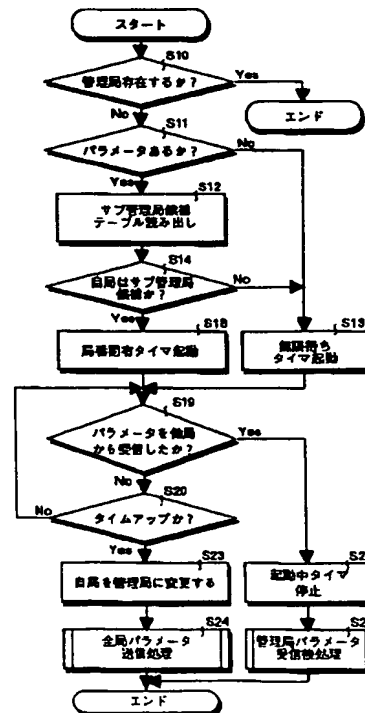 スタート
S10
管理局存在するか？
Yes
No
エンド
S11
パラメータあるか？
No
Yes
S12
サブ管理局候補
テーブル読み出し
S14
自局はサブ管理局
候補か？
No
Yes
S18
局番固有タイマ起動
S13
無限待ち
タイマ起動
S19
パラメータを他局
から受信したか？
Yes
No
S20
タイムアップか？
No
Yes
S23
自局を管理局に変更する
起動中タイマ
停止
S24
全局パラメータ
送信処理
管理局パラメータ
受信後処理
エンド